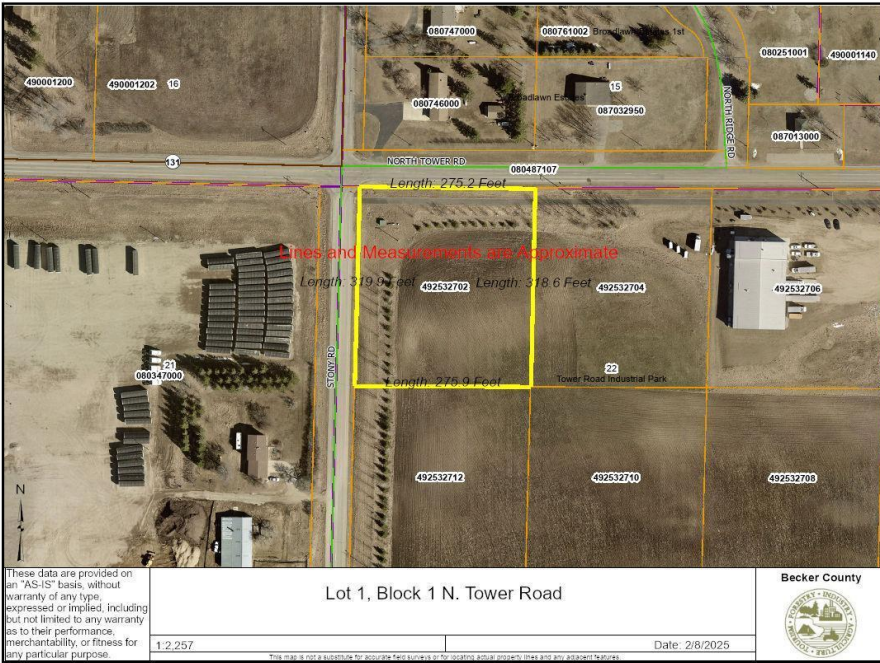 080747000
080761002
Broadlawn Estates 1st
080251001
490001140
490001200
490001202
16
15
080746000
Broadlawn Estates
087032950
NORTH RIDGE RD
087013000
131
NORTH TOWER RD
080487107
Length: 275.2 Feet
Lines and Measurements are Approximate
Length: 319.9 Feet
492532702
Length: 318.6 Feet
492532704
492532706
STONY RD
21
080347000
22
Length: 275.9 Feet
Tower Road Industrial Park
492532712
492532710
492532708
N
These data are provided on
an "AS-IS" basis, without
warranty of any type,
expressed or implied, including
but not limited to any warranty
as to their performance,
merchantability, or fitness for
any particular purpose.
Lot 1, Block 1 N. Tower Road
1:2,257
Date: 2/8/2025
This map is not a substitute for accurate field surveys or for locating actual property lines and any adjacent features.
Becker County
FORESTRY • INDUSTRY
AGRICULTURE • TOURISM